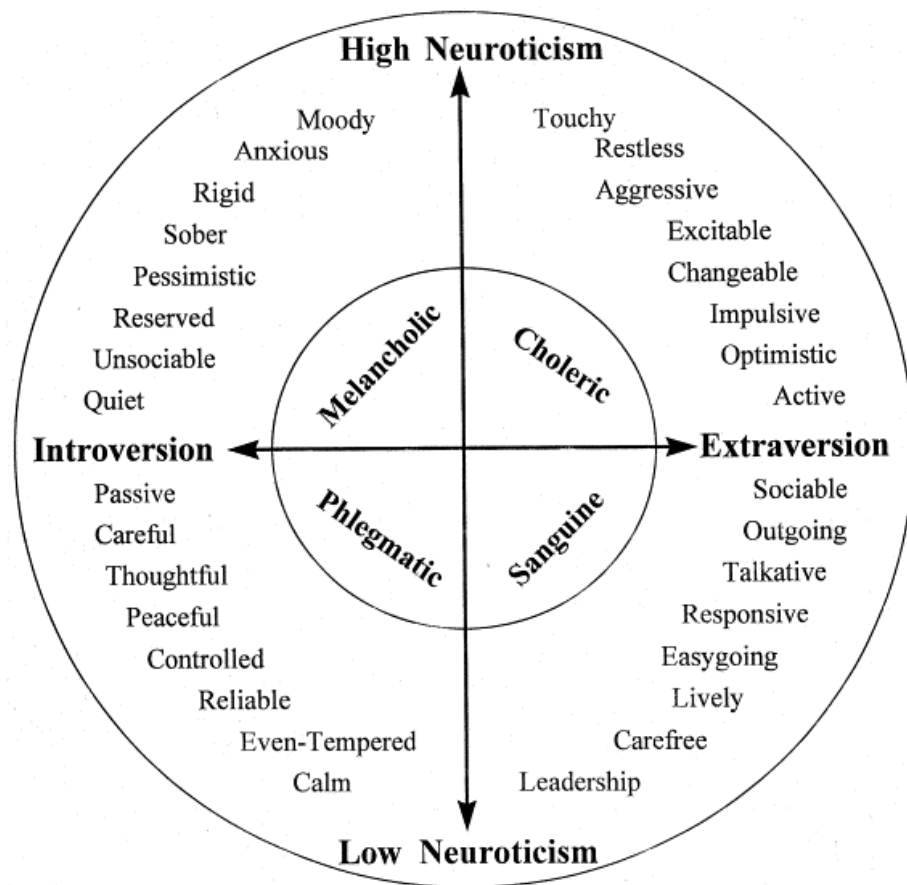 High Neuroticism
Moody
Touchy
Anxious
Restless
Rigid
Aggressive
Sober
Excitable
Pessimistic
Changeable
Reserved
Impulsive
Unsociable
Optimistic
Quiet
Active
Melancholic
Choleric
Introversion
Extraversion
Phlegmatic
Sanguine
Passive
Sociable
Careful
Outgoing
Thoughtful
Talkative
Peaceful
Responsive
Controlled
Easygoing
Reliable
Lively
Even-Tempered
Carefree
Calm
Leadership
Low Neuroticism